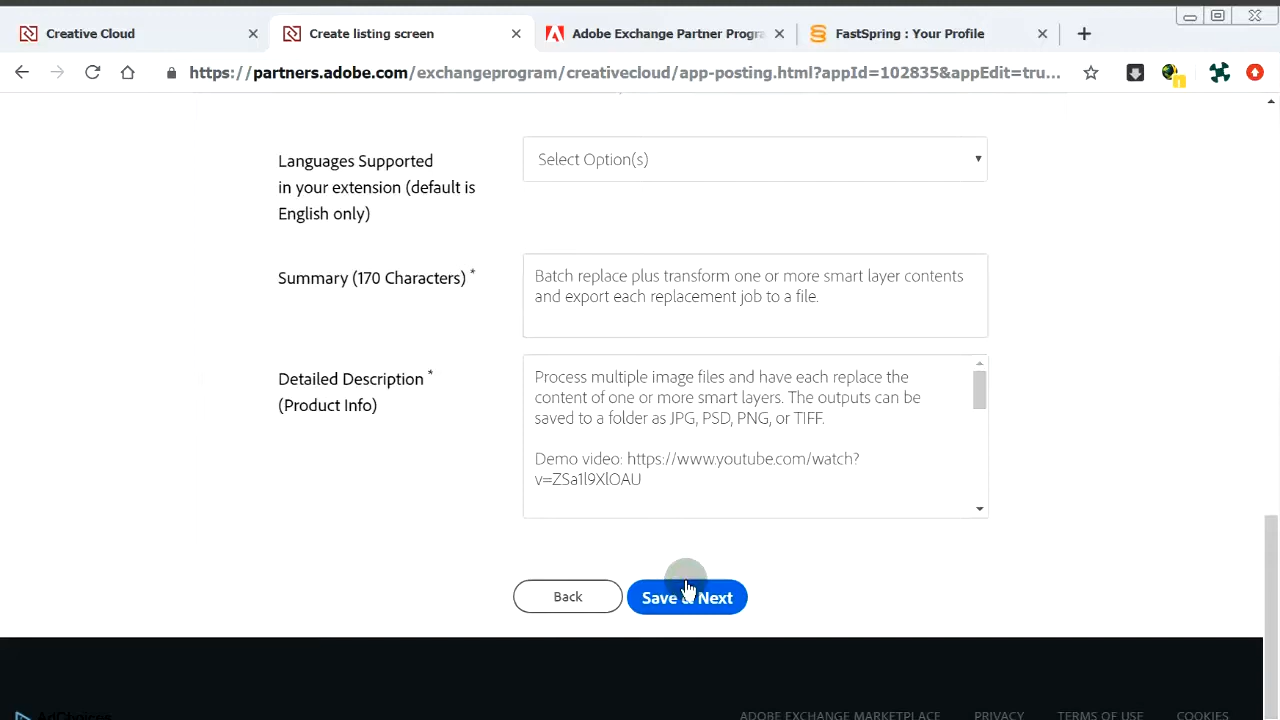 Creative Cloud
Create listing screen
Adobe Exchange Partner Progra
FastSpring : Your Profile
https://partners.adobe.com/exchangeprogram/creativecloud/app-posting.html?appId=102835&appEdit=tru...
Languages Supported
in your extension (default is
English only)
Select Option(s)
Summary (170 Characters) *
Batch replace plus transform one or more smart layer contents
and export each replacement job to a file.
Detailed Description *
(Product Info)
Process multiple image files and have each replace the
content of one or more smart layers. The outputs can be
saved to a folder as JPG, PSD, PNG, or TIFF.
Demo video: https://www.youtube.com/watch?
v=ZSa1l9XlOAU
Back
Save & Next
AdChoices
ADOBE EXCHANGE MARKETPLACE
PRIVACY
TERMS OF USE
COOKIES